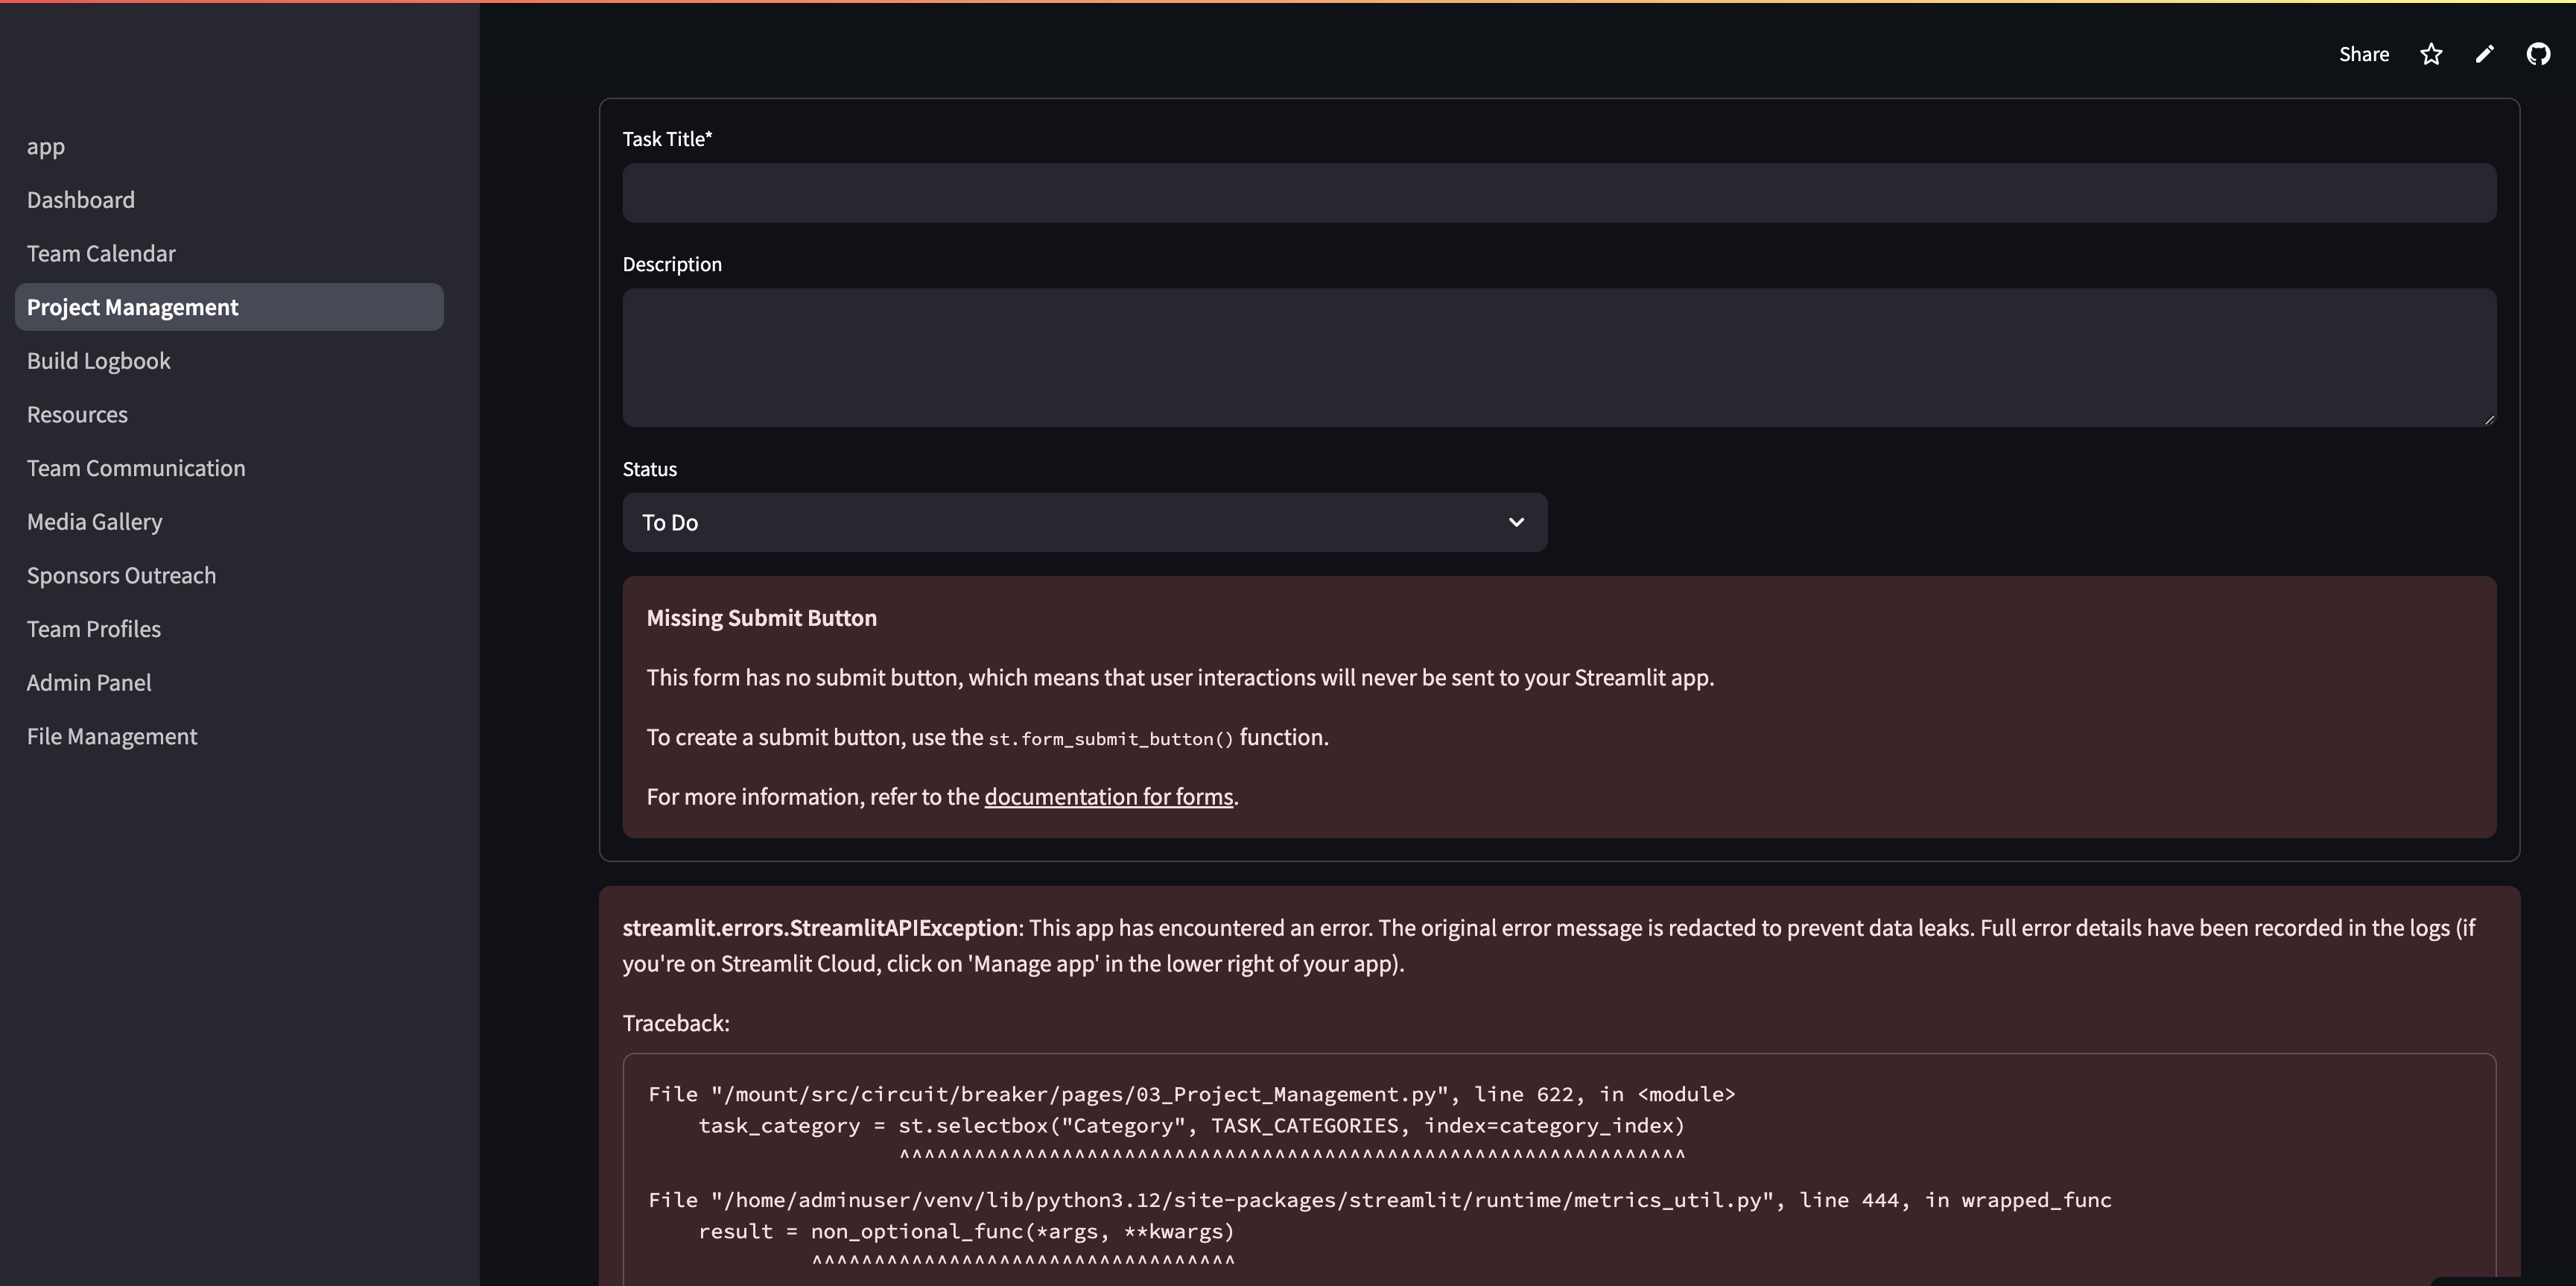 Share
app
Dashboard
Team Calendar
Project Management
Build Logbook
Resources
Team Communication
Media Gallery
Sponsors Outreach
Team Profiles
Admin Panel
File Management
Task Title*
Description
Status
To Do
Missing Submit Button
This form has no submit button, which means that user interactions will never be sent to your Streamlit app.
To create a submit button, use the st.form_submit_button() function.
For more information, refer to the documentation for forms.
streamlit.errors.StreamlitAPIException: This app has encountered an error. The original error message is redacted to prevent data leaks. Full error details have been recorded in the logs (if
you're on Streamlit Cloud, click on 'Manage app' in the lower right of your app).
Traceback:
File "/mount/src/circuit/breaker/pages/03_Project_Management.py", line 622, in <module>
task_category = st.selectbox("Category", TASK_CATEGORIES, index=category_index)
^^^^^^^^^^^^^^^^^^^^^^^^^^^^^^^^^^^^^^^^^^^^^^^^^^^^^^^^^^^^^^^
File "/home/adminuser/venv/lib/python3.12/site-packages/streamlit/runtime/metrics_util.py", line 444, in wrapped_func
result = non_optional_func(*args, **kwargs)
^^^^^^^^^^^^^^^^^^^^^^^^^^^^^^^^^^